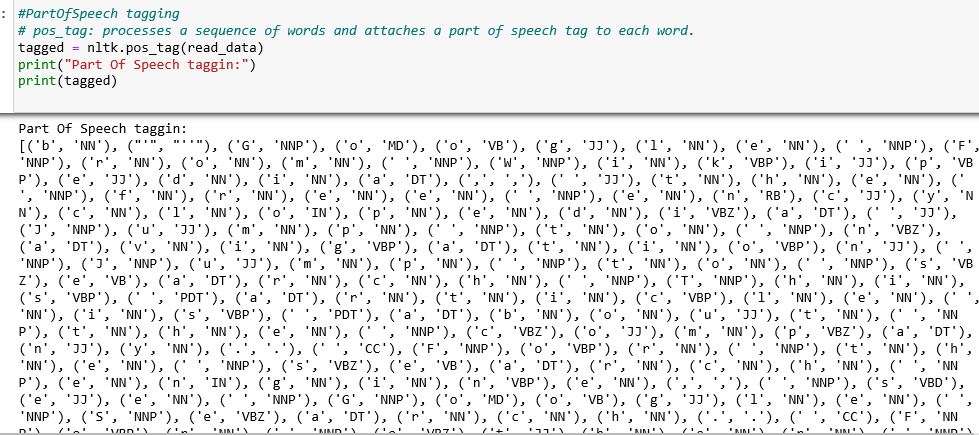 :
#PartOfSpeech tagging
# pos_tag: processes a sequence of words and attaches a part of speech tag to each word.
tagged = nltk.pos_tag(read_data)
print("Part Of Speech taggin:")
print(tagged)
Part Of Speech taggin:
[('b', 'NN'), ("'", "''"), ('G', 'NNP'), ('o', 'MD'), ('o', 'VB'), ('g', 'JJ'), ('l', 'NN'), ('e', 'NN'), (' ', 'NNP'), ('F',
'NNP'), ('r', 'NN'), ('o', 'NN'), ('m', 'NN'), (' ', 'NNP'), ('W', 'NNP'), ('i', 'NN'), ('k', 'VBP'), ('i', 'JJ'), ('p', 'VB
P'), ('e', 'JJ'), ('d', 'NN'), ('i', 'NN'), ('a', 'DT'), (',', ','), (' ', 'JJ'), ('t', 'NN'), ('h', 'NN'), ('e', 'NN'), ('
', 'NNP'), ('f', 'NN'), ('r', 'NN'), ('e', 'NN'), ('e', 'NN'), (' ', 'NNP'), ('e', 'NN'), ('n', 'RB'), ('c', 'JJ'), ('y', 'N
N'), ('c', 'NN'), ('l', 'NN'), ('o', 'IN'), ('p', 'NN'), ('e', 'NN'), ('d', 'NN'), ('i', 'VBZ'), ('a', 'DT'), (' ', 'JJ'),
('J', 'NNP'), ('u', 'JJ'), ('m', 'NN'), ('p', 'NN'), (' ', 'NNP'), ('t', 'NN'), ('o', 'NN'), (' ', 'NNP'), ('n', 'VBZ'),
('a', 'DT'), ('v', 'NN'), ('i', 'NN'), ('g', 'VBP'), ('a', 'DT'), ('t', 'NN'), ('i', 'NN'), ('o', 'VBP'), ('n', 'JJ'), (' ',
'NNP'), ('J', 'NNP'), ('u', 'JJ'), ('m', 'NN'), ('p', 'NN'), (' ', 'NNP'), ('t', 'NN'), ('o', 'NN'), (' ', 'NNP'), ('s', 'VB
Z'), ('e', 'VB'), ('a', 'DT'), ('r', 'NN'), ('c', 'NN'), ('h', 'NN'), (' ', 'NNP'), ('T', 'NNP'), ('h', 'NN'), ('i', 'NN'),
('s', 'VBP'), (' ', 'PDT'), ('a', 'DT'), ('r', 'NN'), ('t', 'NN'), ('i', 'NN'), ('c', 'VBP'), ('l', 'NN'), ('e', 'NN'), (' ',
'NN'), ('i', 'NN'), ('s', 'VBP'), (' ', 'PDT'), ('a', 'DT'), ('b', 'NN'), ('o', 'NN'), ('u', 'JJ'), ('t', 'NN'), (' ', 'NN
P'), ('t', 'NN'), ('h', 'NN'), ('e', 'NN'), (' ', 'NNP'), ('c', 'VBZ'), ('o', 'JJ'), ('m', 'NN'), ('p', 'VBZ'), ('a', 'DT'),
('n', 'JJ'), ('y', 'NN'), ('.', '.'), (' ', 'CC'), ('F', 'NNP'), ('o', 'VBP'), ('r', 'NN'), (' ', 'NNP'), ('t', 'NN'), ('h',
'NN'), ('e', 'NN'), (' ', 'NNP'), ('s', 'VBZ'), ('e', 'VB'), ('a', 'DT'), ('r', 'NN'), ('c', 'NN'), ('h', 'NN'), (' ', 'NN
P'), ('e', 'NN'), ('n', 'IN'), ('g', 'NN'), ('i', 'NN'), ('n', 'VBP'), ('e', 'NN'), (',', ','), (' ', 'NNP'), ('s', 'VBD'),
('e', 'JJ'), ('e', 'NN'), (' ', 'NNP'), ('G', 'NNP'), ('o', 'MD'), ('o', 'VB'), ('g', 'JJ'), ('l', 'NN'), ('e', 'NN'), (' ',
'NNP'), ('S', 'NNP'), ('e', 'VBZ'), ('a', 'DT'), ('r', 'NN'), ('c', 'NN'), ('h', 'NN'), ('.', '.'), (' ', 'CC'), ('F', 'NN